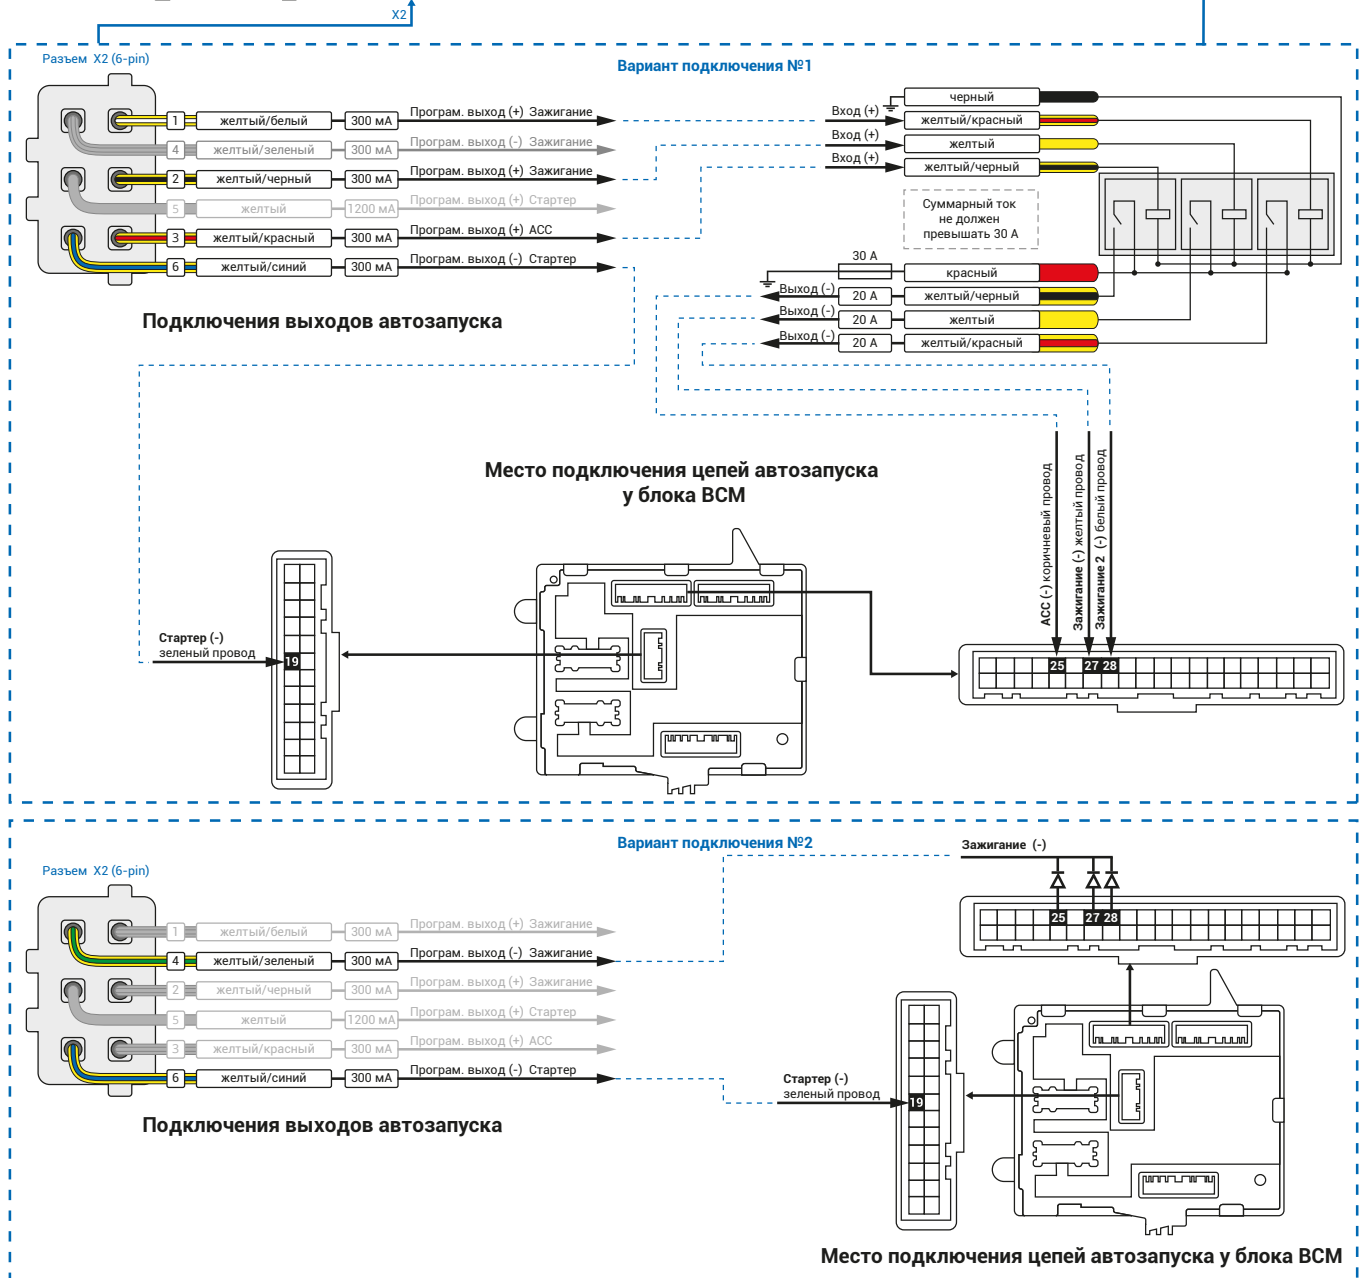 X2
Разъем X2 (6-pin)
Вариант подключения №1
1 желтый/белый 300 мА Програм. выход (+) Зажигание
4 желтый/зеленый 300 мА Програм. выход (-) Зажигание
2 желтый/черный 300 мА Програм. выход (+) Зажигание
5 желтый 1200 мА Програм. выход (+) Стартер
3 желтый/красный 300 мА Програм. выход (+) ACC
6 желтый/синий 300 мА Програм. выход (-) Стартер
Подключения выходов автозапуска
черный
Вход (+) желтый/красный
Вход (+) желтый
Вход (+) желтый/черный
Суммарный ток
не должен
превышать 30 А
30 А
красный
Выход (-) 20 А желтый/черный
Выход (-) 20 А желтый
Выход (-) 20 А желтый/красный
Место подключения цепей автозапуска
у блока BCM
ACC (-) коричневый провод
Зажигание (-) желтый провод
Зажигание 2 (-) белый провод
Стартер (-)
зеленый провод
19
25 27 28
Вариант подключения №2
Зажигание (-)
Разъем X2 (6-pin)
1 желтый/белый 300 мА Програм. выход (+) Зажигание
4 желтый/зеленый 300 мА Програм. выход (-) Зажигание
2 желтый/черный 300 мА Програм. выход (+) Зажигание
5 желтый 1200 мА Програм. выход (+) Стартер
3 желтый/красный 300 мА Програм. выход (+) ACC
6 желтый/синий 300 мА Програм. выход (-) Стартер
Подключения выходов автозапуска
25 27 28
Стартер (-)
зеленый провод
19
Место подключения цепей автозапуска у блока BCM